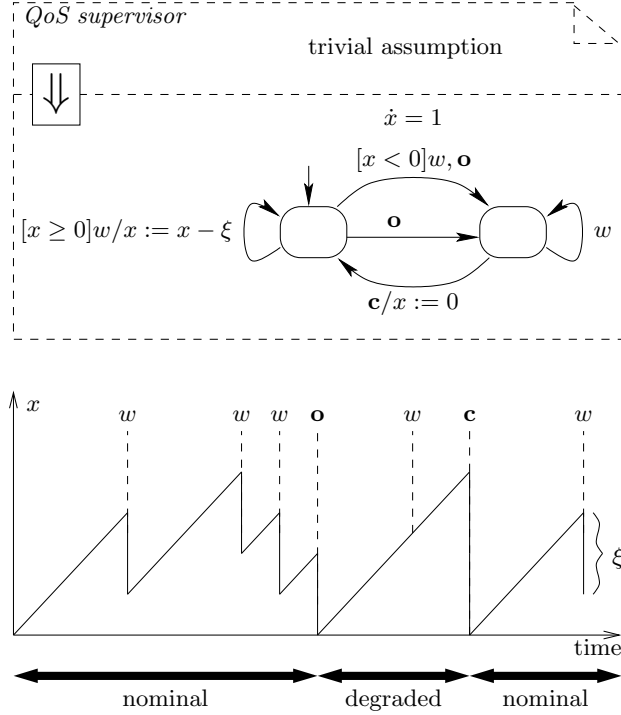 QoS supervisor
trivial assumption
⇓
ẋ = 1
[x < 0]w, o
[x ≥ 0]w/x := x − ξ
o
w
c/x := 0
x
w w w o w c w
ξ
time
nominal degraded nominal